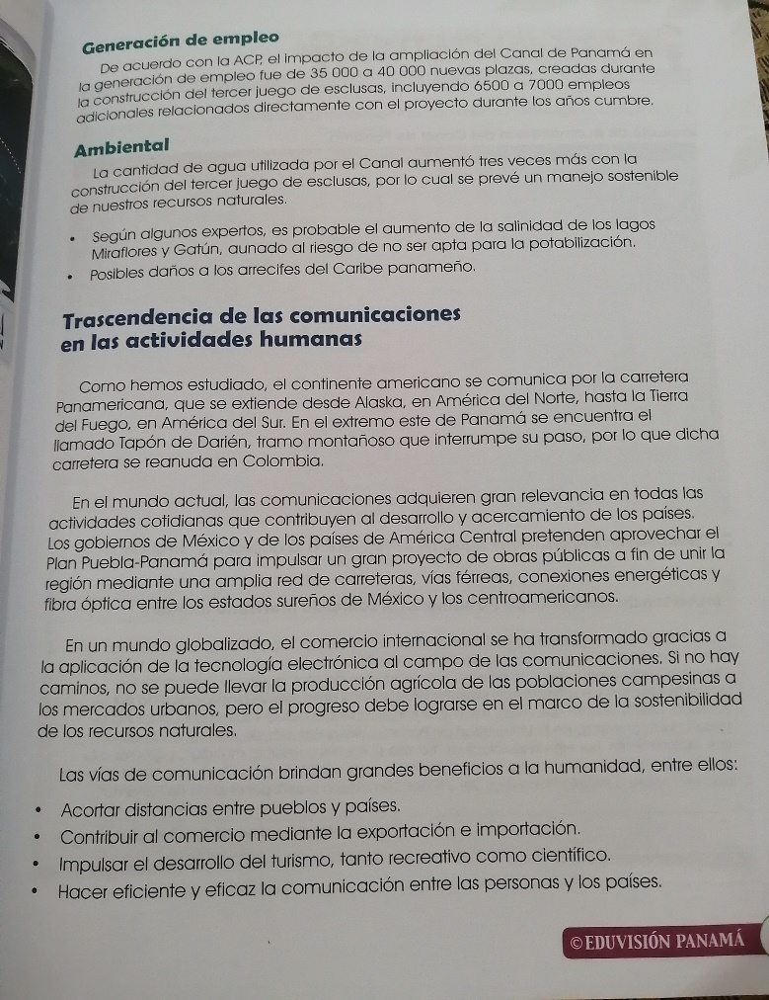 Generación de empleo
De acuerdo con la ACP, el impacto de la ampliación del Canal de Panamá en
la generación de empleo fue de 35 000 a 40 000 nuevas plazas, creadas durante
la construcción del tercer juego de esclusas, incluyendo 6500 a 7000 empleos
adicionales relacionados directamente con el proyecto durante los años cumbre.
Ambiental
La cantidad de agua utilizada por el Canal aumentó tres veces más con la
construcción del tercer juego de esclusas, por lo cual se prevé un manejo sostenible
de nuestros recursos naturales.
• Según algunos expertos, es probable el aumento de la salinidad de los lagos
Miraflores y Gatún, aunado al riesgo de no ser apta para la potabilización.
• Posibles daños a los arrecifes del Caribe panameño.
Trascendencia de las comunicaciones
en las actividades humanas
Como hemos estudiado, el continente americano se comunica por la carretera
Panamericana, que se extiende desde Alaska, en América del Norte, hasta la Tierra
del Fuego, en América del Sur. En el extremo este de Panamá se encuentra el
llamado Tapón de Darién, tramo montañoso que interrumpe su paso, por lo que dicha
carretera se reanuda en Colombia.
En el mundo actual, las comunicaciones adquieren gran relevancia en todas las
actividades cotidianas que contribuyen al desarrollo y acercamiento de los países.
Los gobiernos de México y de los países de América Central pretenden aprovechar el
Plan Puebla-Panamá para impulsar un gran proyecto de obras públicas a fin de unir la
región mediante una amplia red de carreteras, vías férreas, conexiones energéticas y
fibra óptica entre los estados sureños de México y los centroamericanos.
En un mundo globalizado, el comercio internacional se ha transformado gracias a
la aplicación de la tecnología electrónica al campo de las comunicaciones. Si no hay
caminos, no se puede llevar la producción agrícola de las poblaciones campesinas a
los mercados urbanos, pero el progreso debe lograrse en el marco de la sostenibilidad
de los recursos naturales.
Las vías de comunicación brindan grandes beneficios a la humanidad, entre ellos:
• Acortar distancias entre pueblos y países.
• Contribuir al comercio mediante la exportación e importación.
• Impulsar el desarrollo del turismo, tanto recreativo como científico.
• Hacer eficiente y eficaz la comunicación entre las personas y los países.
© EDUVISIÓN PANAMÁ